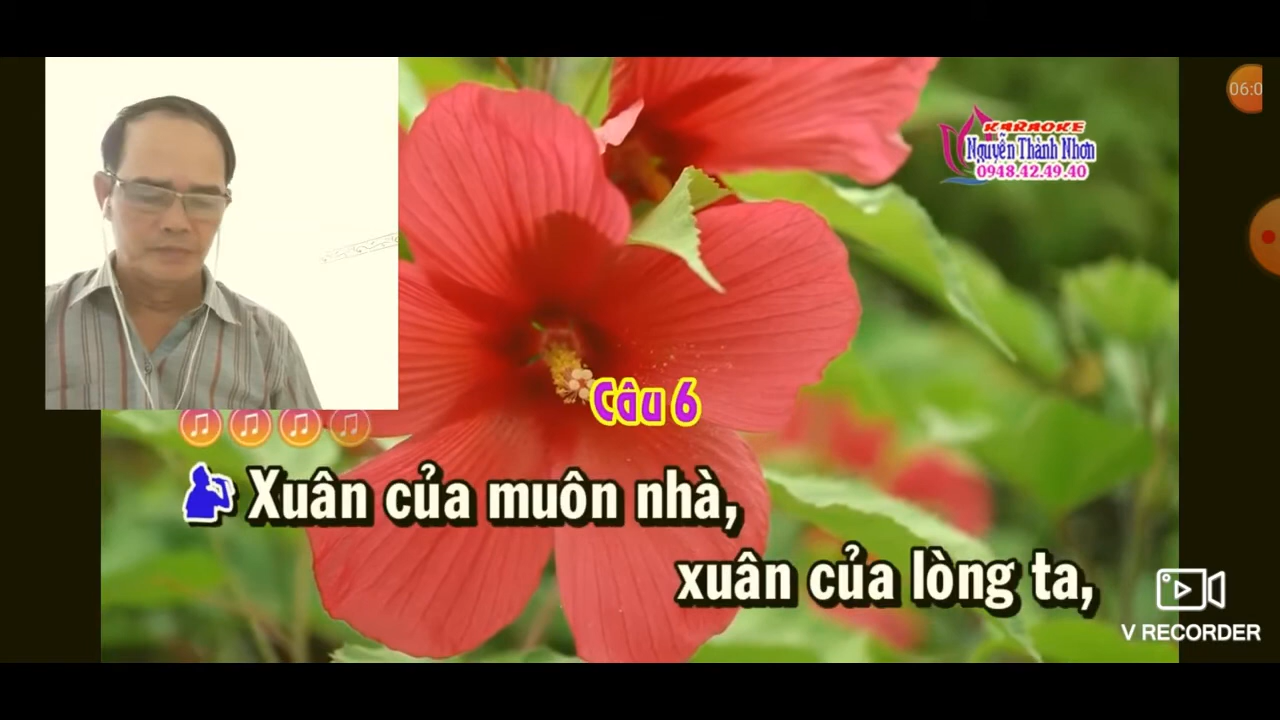 06:0
KARAOKE
Nguyễn Thành Nhơn
0948.42.49.40
Câu 6
Xuân của muôn nhà,
xuân của lòng ta,
V RECORDER